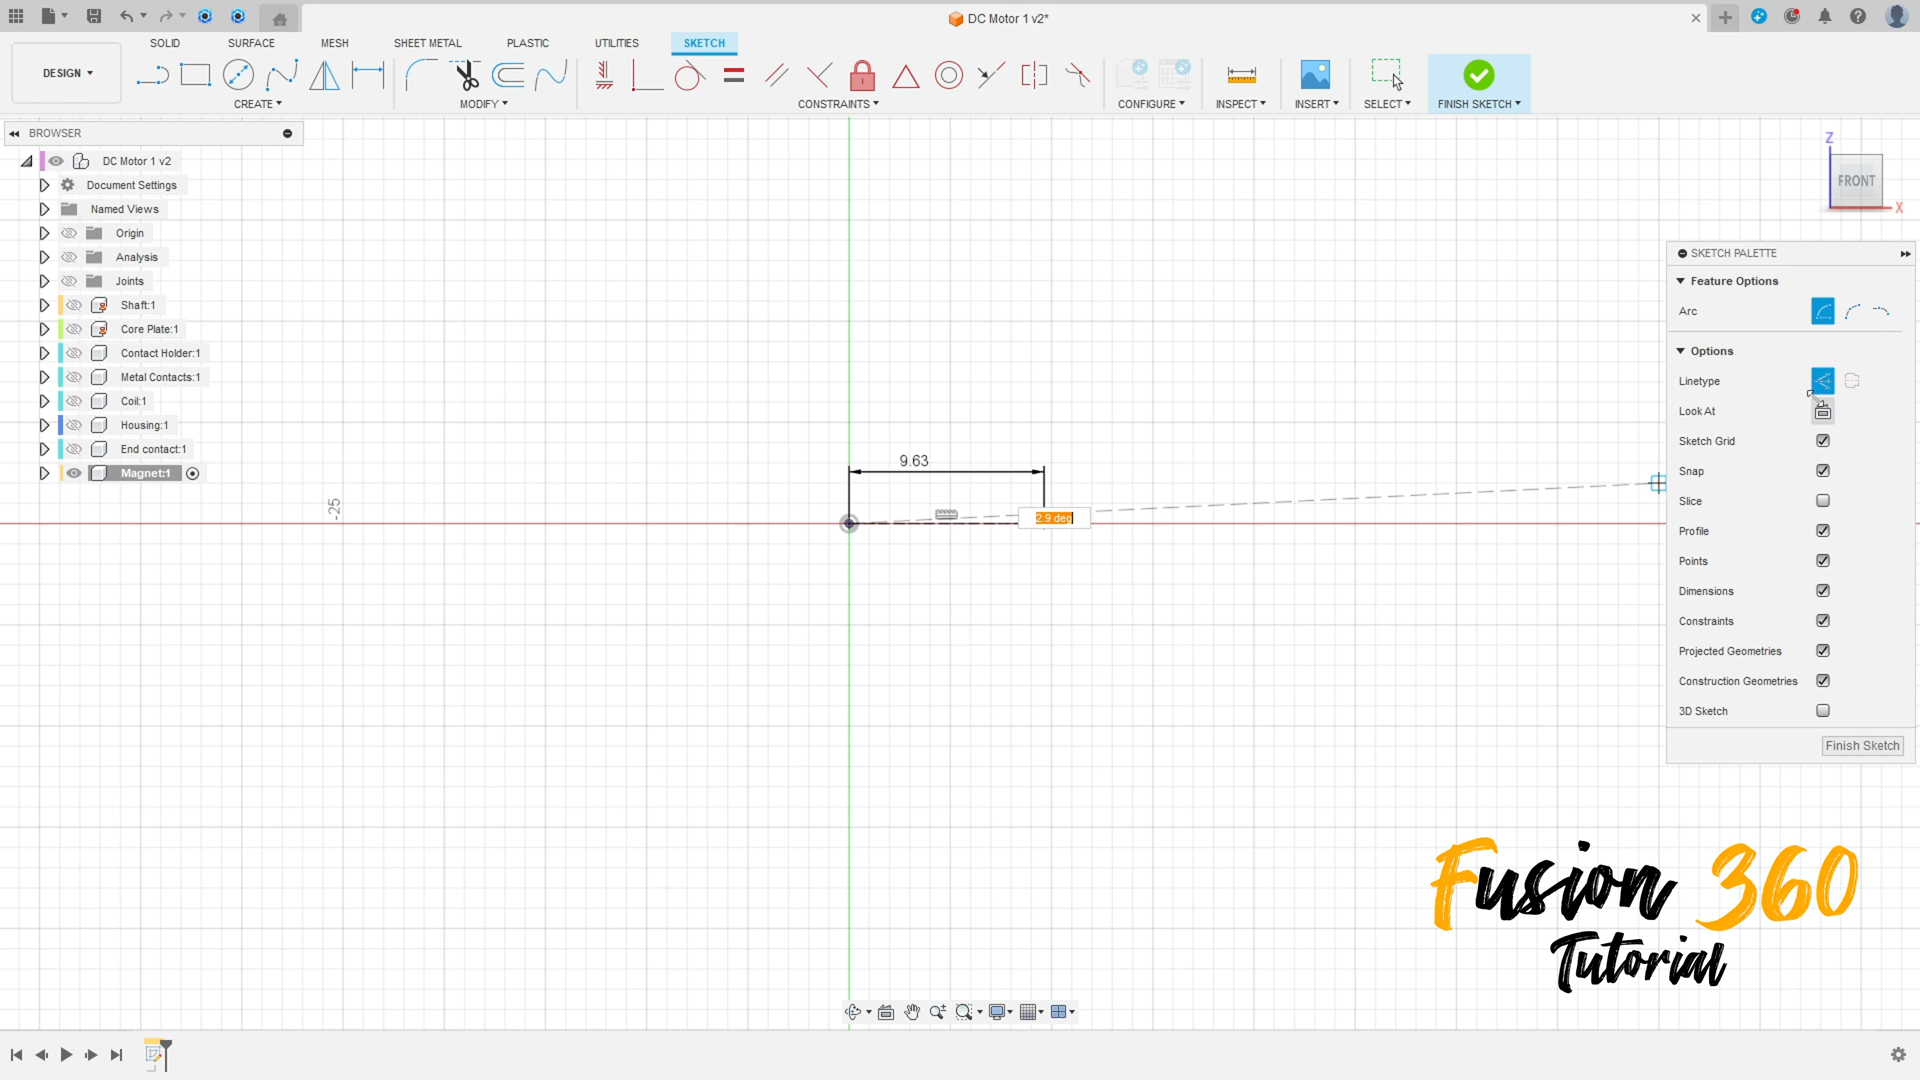 DC Motor 1 v2*
SOLID
SURFACE
MESH
SHEET METAL
PLASTIC
UTILITIES
SKETCH
DESIGN
CREATE
MODIFY
CONSTRAINTS
CONFIGURE
INSPECT
INSERT
SELECT
FINISH SKETCH
BROWSER
DC Motor 1 v2
Document Settings
Named Views
Origin
Analysis
Joints
Shaft:1
Core Plate:1
Contact Holder:1
Metal Contacts:1
Coil:1
Housing:1
End contact:1
Magnet:1
-25
9.63
2.9 deg
Z
FRONT
X
SKETCH PALETTE
Feature Options
Arc
Options
Linetype
Look At
Sketch Grid
Snap
Slice
Profile
Points
Dimensions
Constraints
Projected Geometries
Construction Geometries
3D Sketch
Finish Sketch
Fusion 360
Tutorial